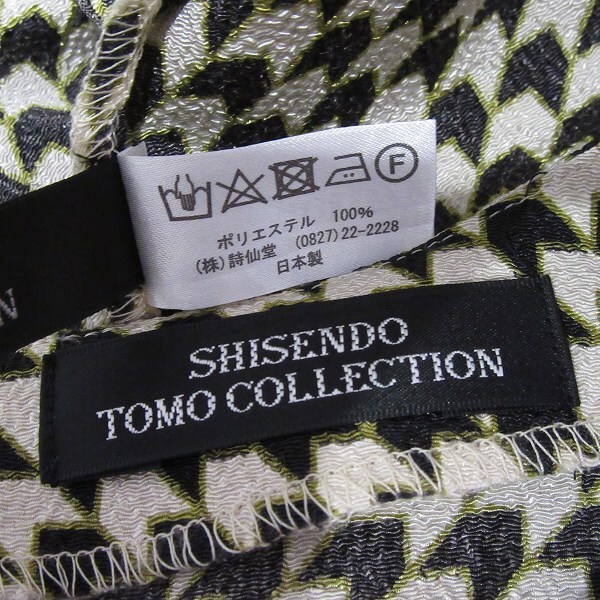 F
ポリエステル 100%
(株)詩仙堂 (0827)22-2228
日本製
N
SHISENDO
TOMO COLLECTION